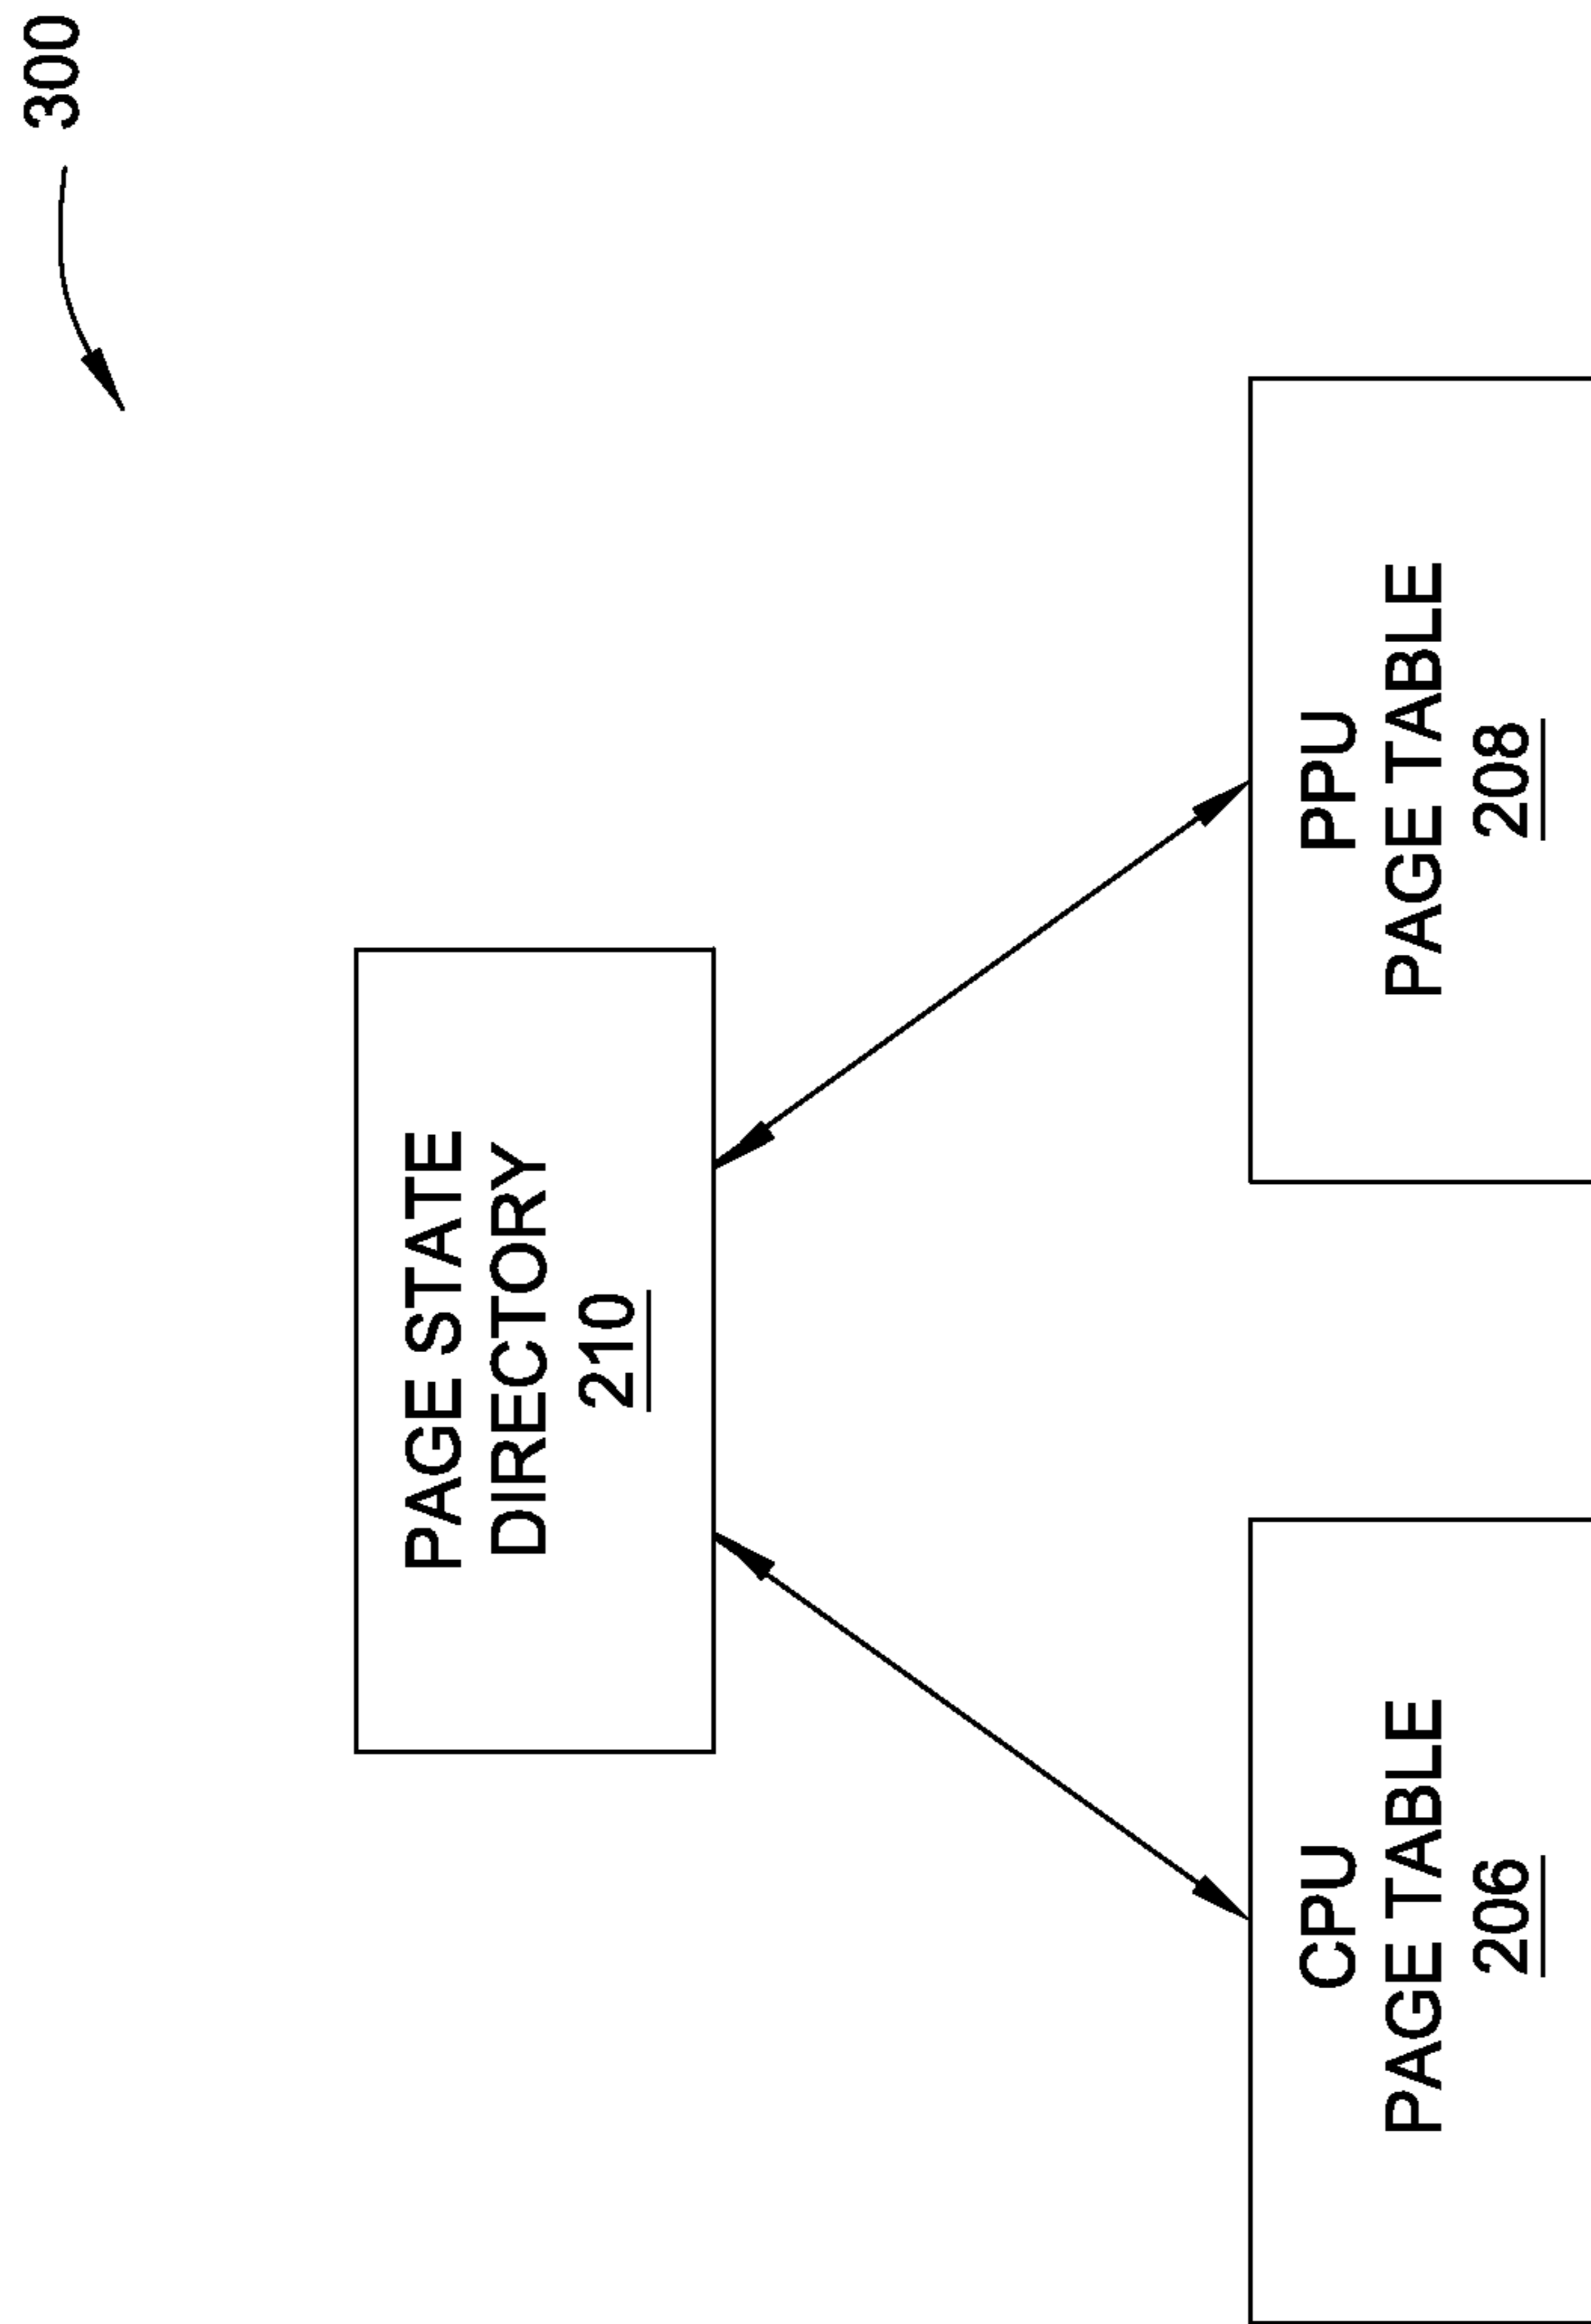 300
PAGE STATE
DIRECTORY
210
CPU
PAGE TABLE
206
PPU
PAGE TABLE
208